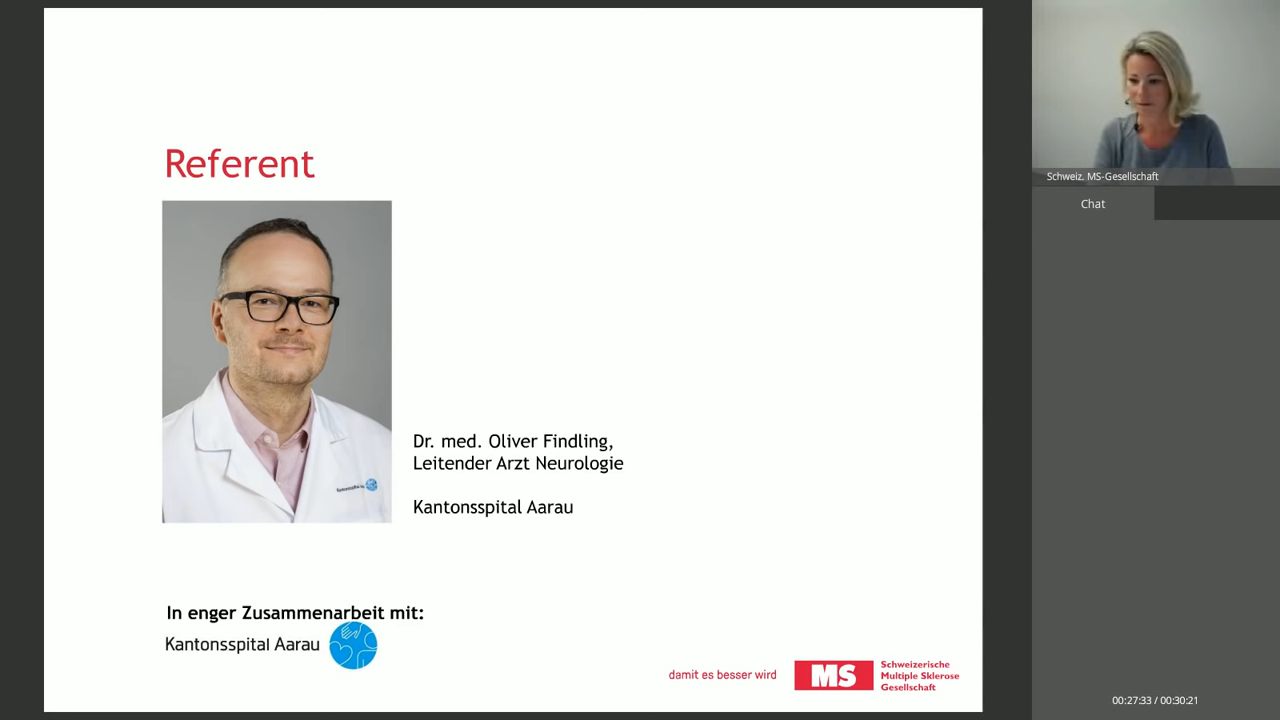 Referent
Dr. med. Oliver Findling,
Leitender Arzt Neurologie
Kantonsspital Aarau
In enger Zusammenarbeit mit:
Kantonsspital Aarau
damit es besser wird
MS
Schweizerische
Multiple Sklerose
Gesellschaft
Schweiz. MS-Gesellschaft
Chat
00:27:33 / 00:30:21